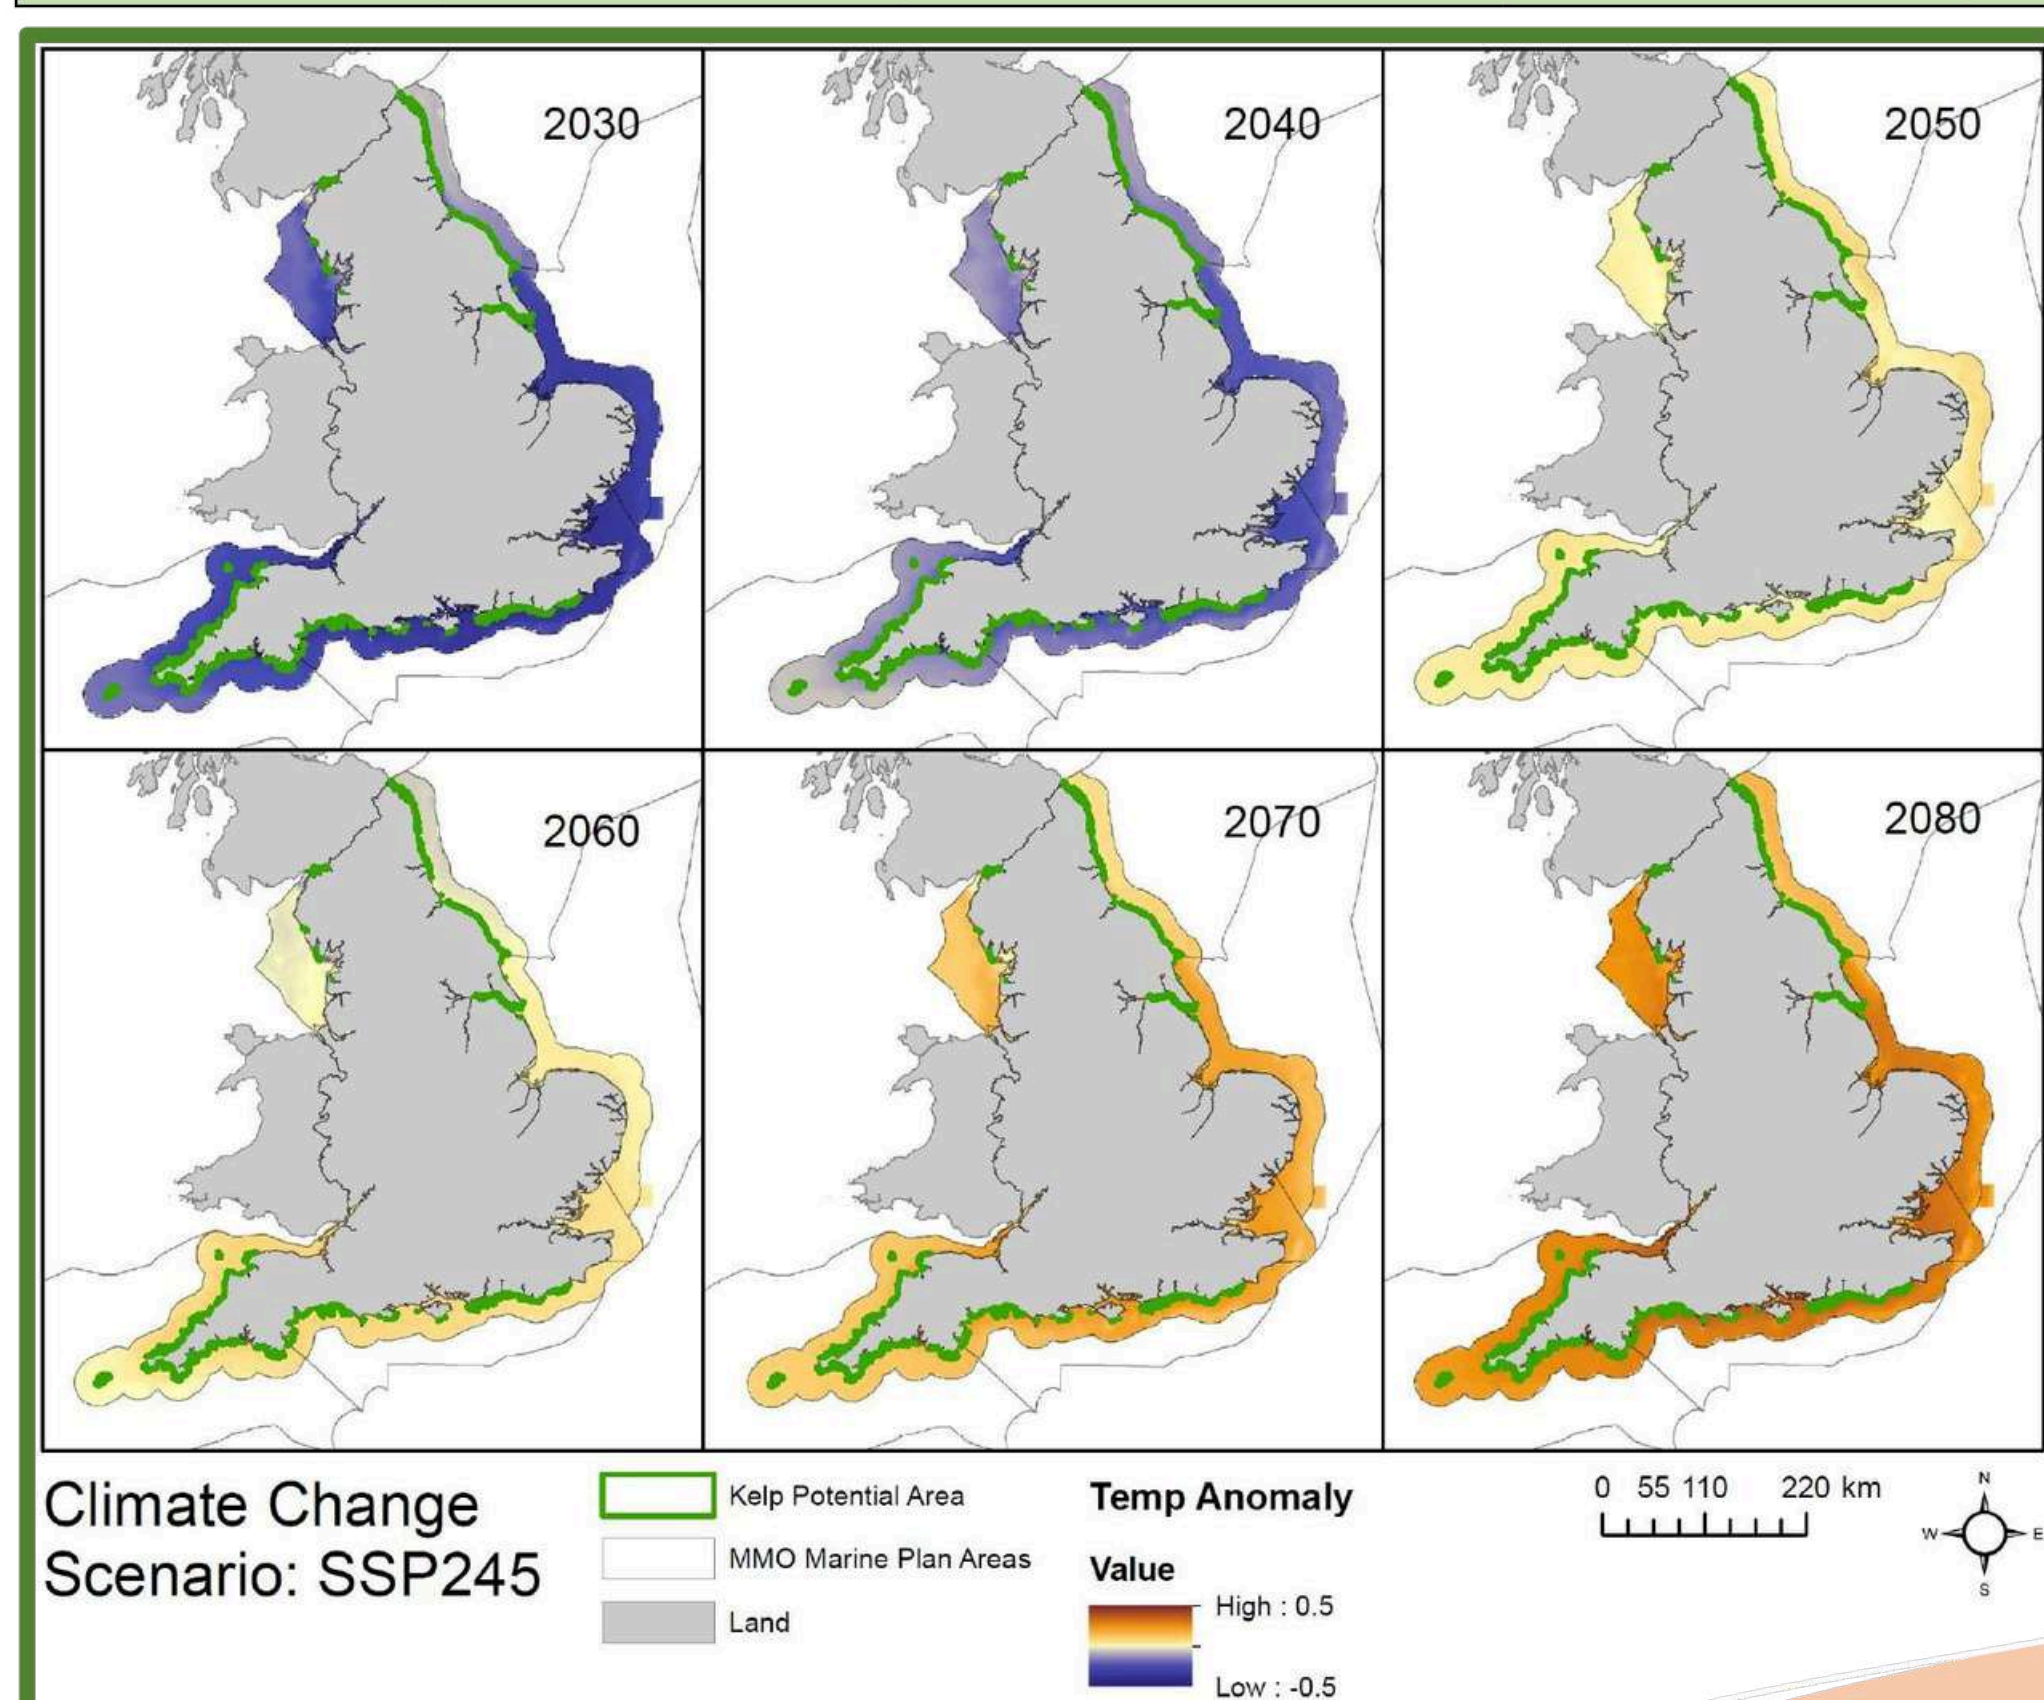 2030
2040
2050
2060
2070
2080
Climate Change
Scenario: SSP245
Kelp Potential Area
MMO Marine Plan Areas
Land
Temp Anomaly
Value
High : 0.5
Low : -0.5
0 55 110 220 km
N
W E
S